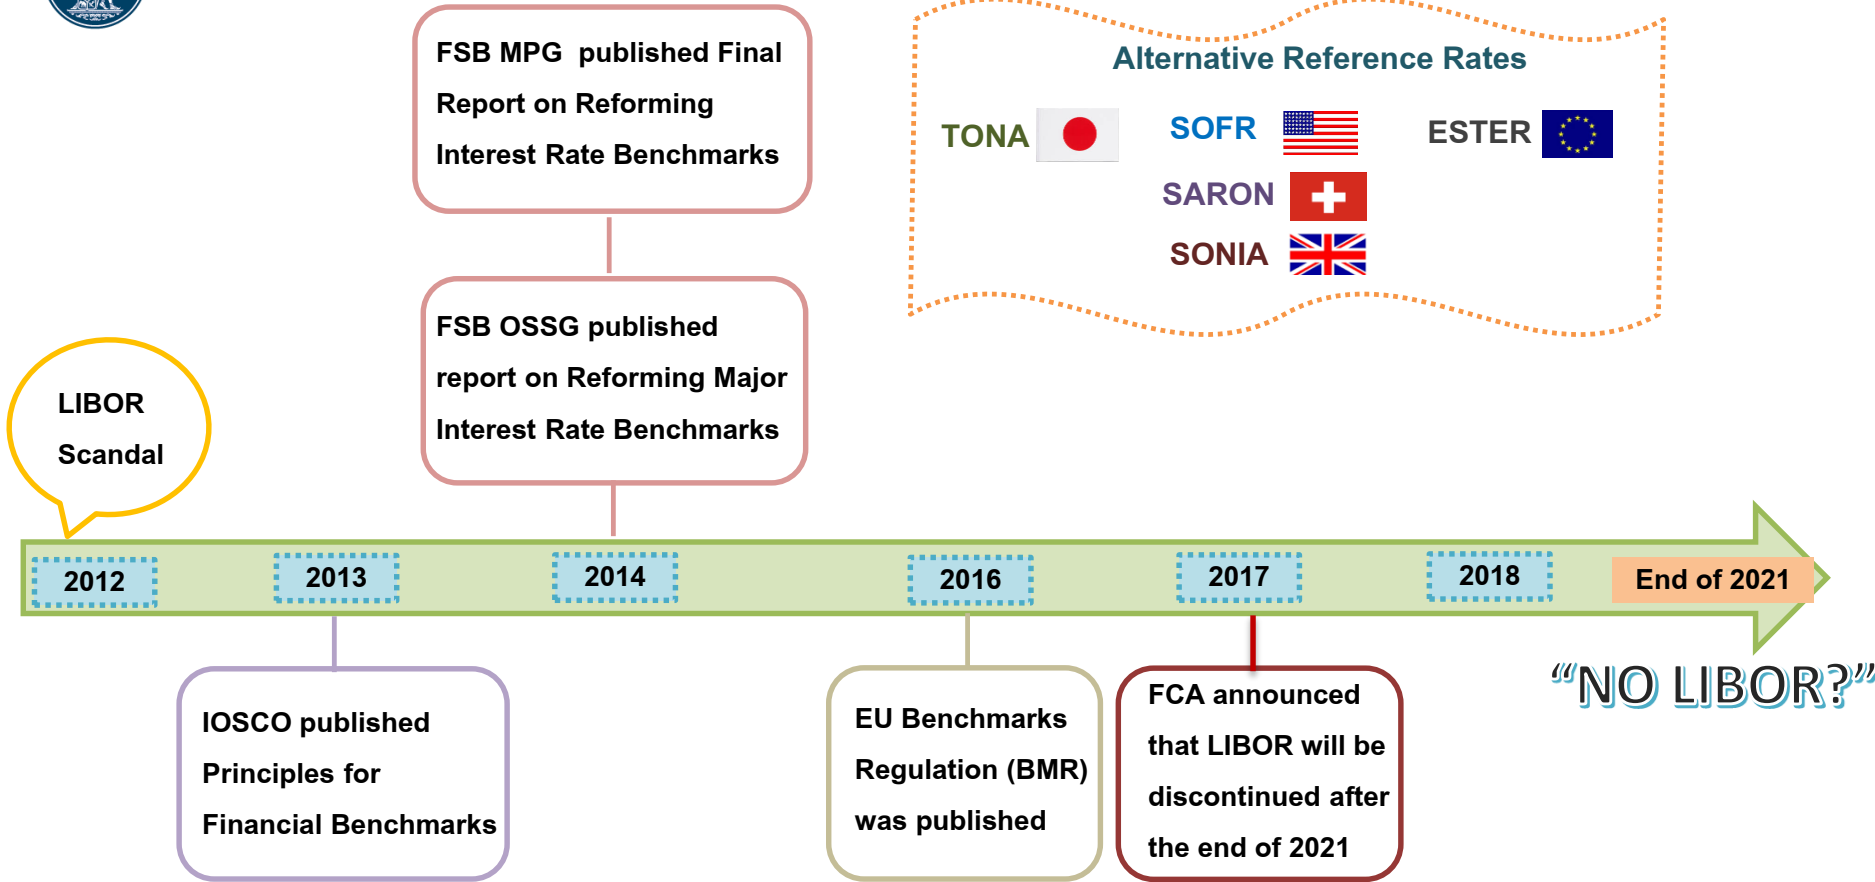 FSB MPG published Final
Report on Reforming
Interest Rate Benchmarks
Alternative Reference Rates
TONA
SOFR
ESTER
SARON
SONIA
FSB OSSG published
report on Reforming Major
Interest Rate Benchmarks
LIBOR
Scandal
2012
2013
2014
2016
2017
2018
End of 2021
"NO LIBOR?"
IOSCO published
Principles for
Financial Benchmarks
EU Benchmarks
Regulation (BMR)
was published
FCA announced
that LIBOR will be
discontinued after
the end of 2021